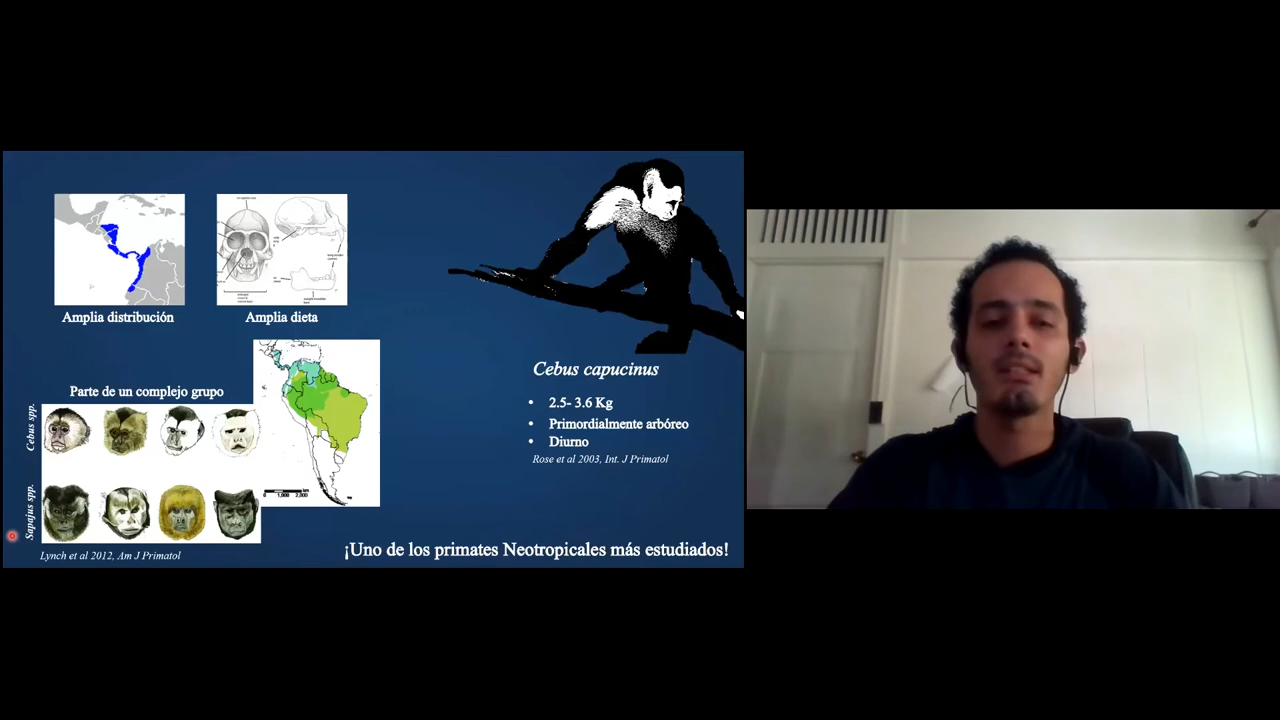 Amplia distribución
Amplia dieta
Parte de un complejo grupo
Cebus spp.
Sapajus spp.
Lynch et al 2012, Am J Primatol
Cebus capucinus
• 2.5- 3.6 Kg
• Primordialmente arbóreo
• Diurno
Rose et al 2003, Int. J Primatol
¡Uno de los primates Neotropicales más estudiados!